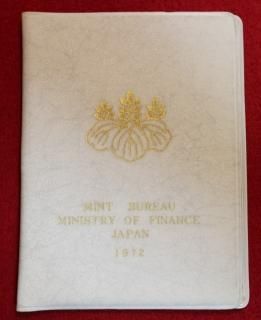 MINT BUREAU
MINISTRY OF FINANCE
JAPAN
1972